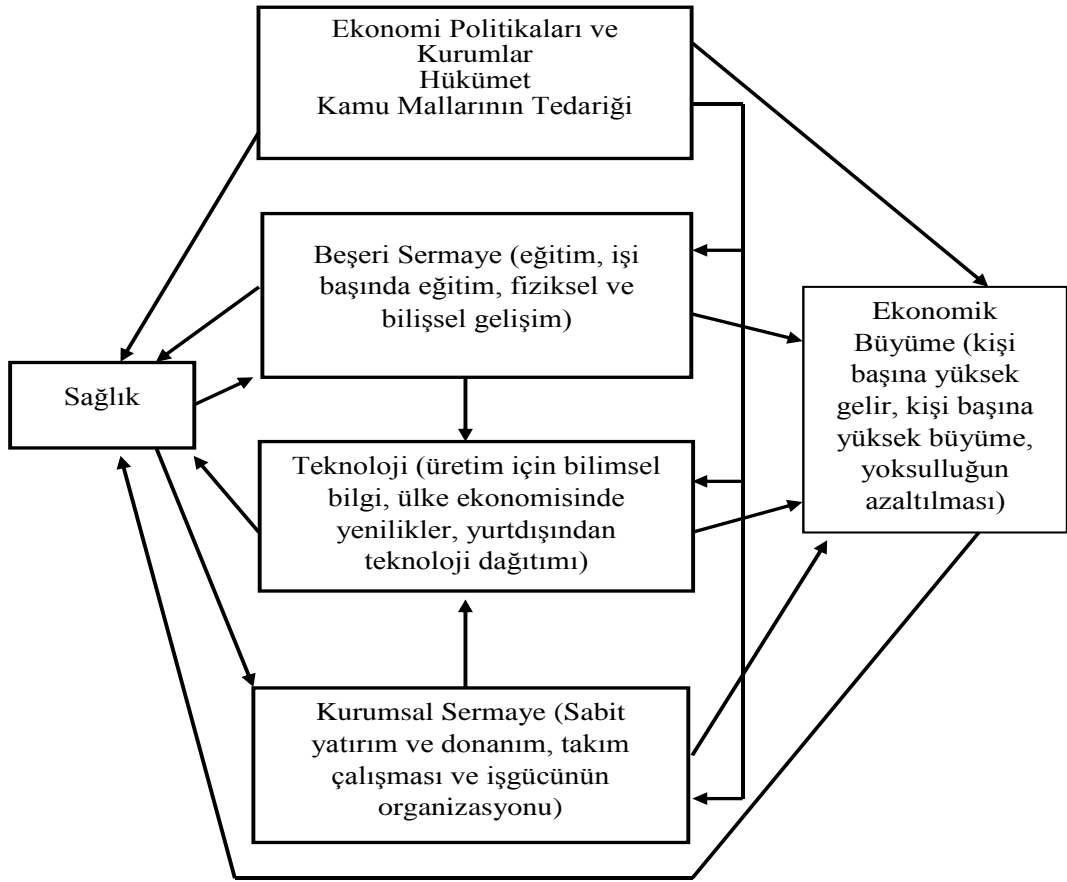 Ekonomi Politikaları ve
Kurumlar
Hükümet
Kamu Mallarının Tedariği
Beşeri Sermaye (eğitim, işi
başında eğitim, fiziksel ve
bilişsel gelişim)
Ekonomik
Büyüme (kişi
başına yüksek
gelir, kişi başına
yüksek büyüme,
yoksulluğun
azaltılması)
Sağlık
Teknoloji (üretim için bilimsel
bilgi, ülke ekonomisinde
yenilikler, yurtdışından
teknoloji dağıtımı)
Kurumsal Sermaye (Sabit
yatırım ve donanım, takım
çalışması ve işgücünün
organizasyonu)